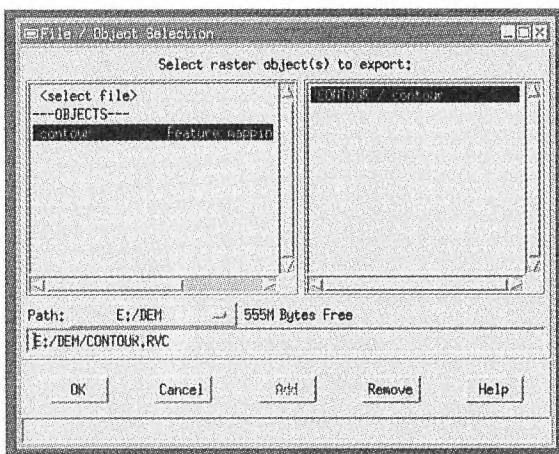 File / Object Selection
Select raster object(s) to export:
<select file>
---OBJECTS---
contour Feature mappin
CONTOUR / contour
Path: E:/DEM 555M Bytes Free
E:/DEM/CONTOUR.RVC
OK Cancel Add Remove Help